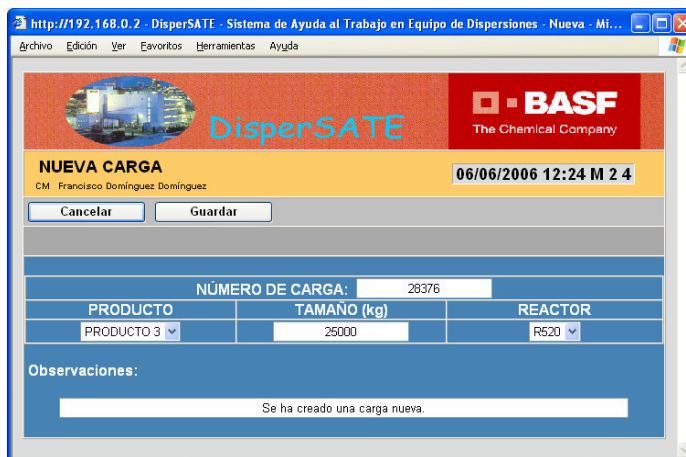 http://192.168.0.2 - DisperSATE - Sistema de Ayuda al Trabajo en Equipo de Dispersiones - Nueva - Mi...
Archivo Edición Ver Favoritos Herramientas Ayuda
DisperSATE
BASF
The Chemical Company
NUEVA CARGA
CM Francisco Domínguez Domínguez
06/06/2006 12:24 M 2 4
Cancelar Guardar
NÚMERO DE CARGA: 28376
PRODUCTO TAMAÑO (kg) REACTOR
PRODUCTO 3 25000 R520
Observaciones:
Se ha creado una carga nueva.